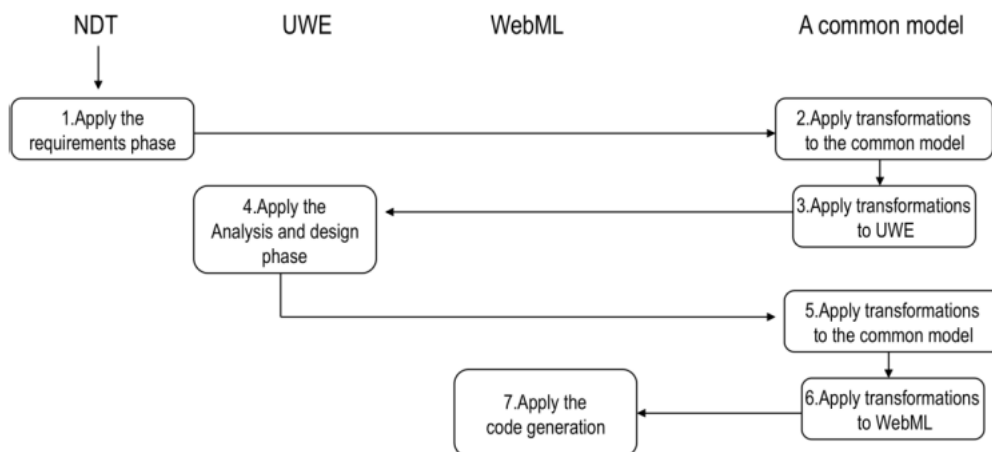 NDT
UWE
WebML
A common model
1.Apply the
requirements phase
2.Apply transformations
to the common model
4.Apply the
Analysis and design
phase
3.Apply transformations
to UWE
5.Apply transformations
to the common model
7.Apply the
code generation
6.Apply transformations
to WebML